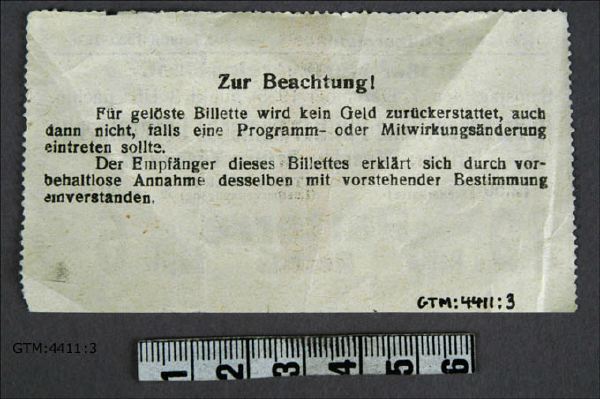 Zur Beachtung!
Für gelöste Billette wird kein Geld zurückerstattet, auch
dann nicht, falls eine Programm- oder Mitwirkungsänderung
eintreten sollte.
Der Empfänger dieses Billettes erklärt sich durch vor-
behaltlose Annahme desselben mit vorstehender Bestimmung
einverstanden.
GTM:4411:3
GTM:4411:3
1 2 3 4 5 6